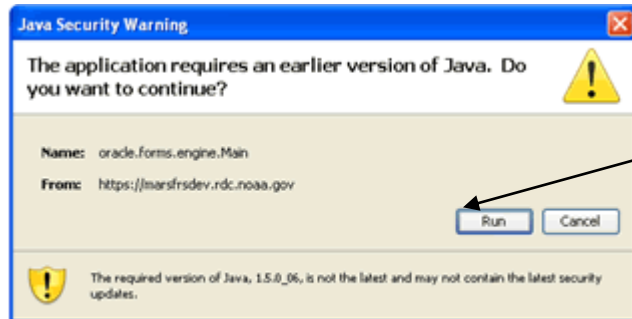 Java Security Warning
The application requires an earlier version of Java. Do
you want to continue?
Name: oracle.forms.engine.Main
From: https://marsfrsdev.rdc.noaa.gov
Run Cancel
The required version of Java, 1.5.0_06, is not the latest and may not contain the latest security
updates.